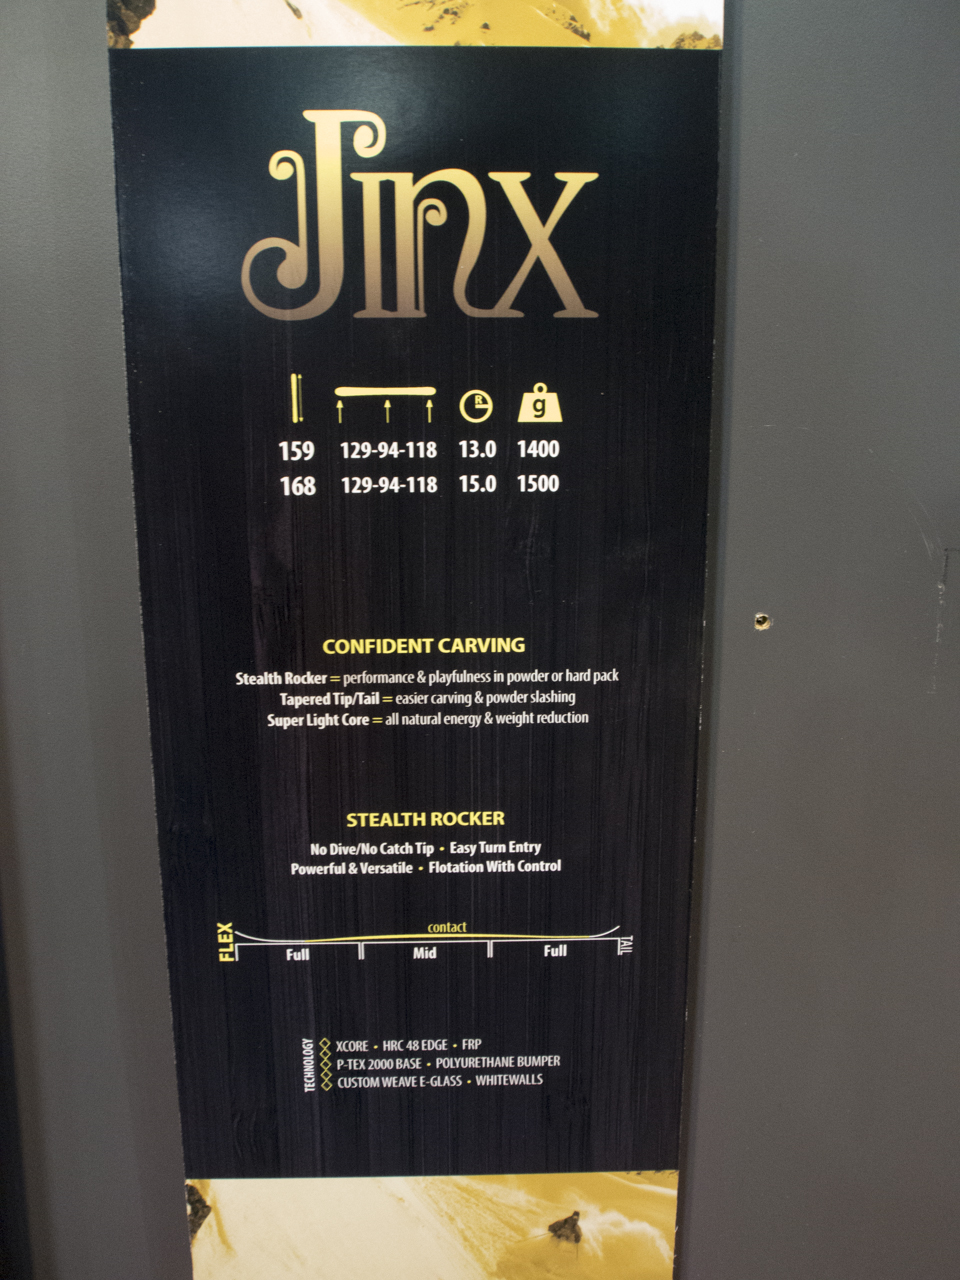 Jinx
R g
159 129-94-118 13.0 1400
168 129-94-118 15.0 1500
CONFIDENT CARVING
Stealth Rocker = performance & playfulness in powder or hard pack
Tapered Tip/Tail = easier carving & powder slashing
Super Light Core = all natural energy & weight reduction
STEALTH ROCKER
No Dive/No Catch Tip • Easy Turn Entry
Powerful & Versatile • Flotation With Control
contact
FLEX Full Mid Full TAIL
TECHNOLOGY
XCORE • HRC 48 EDGE • FRP
P-TEX 2000 BASE • POLYURETHANE BUMPER
CUSTOM WEAVE E-GLASS • WHITEWALLS